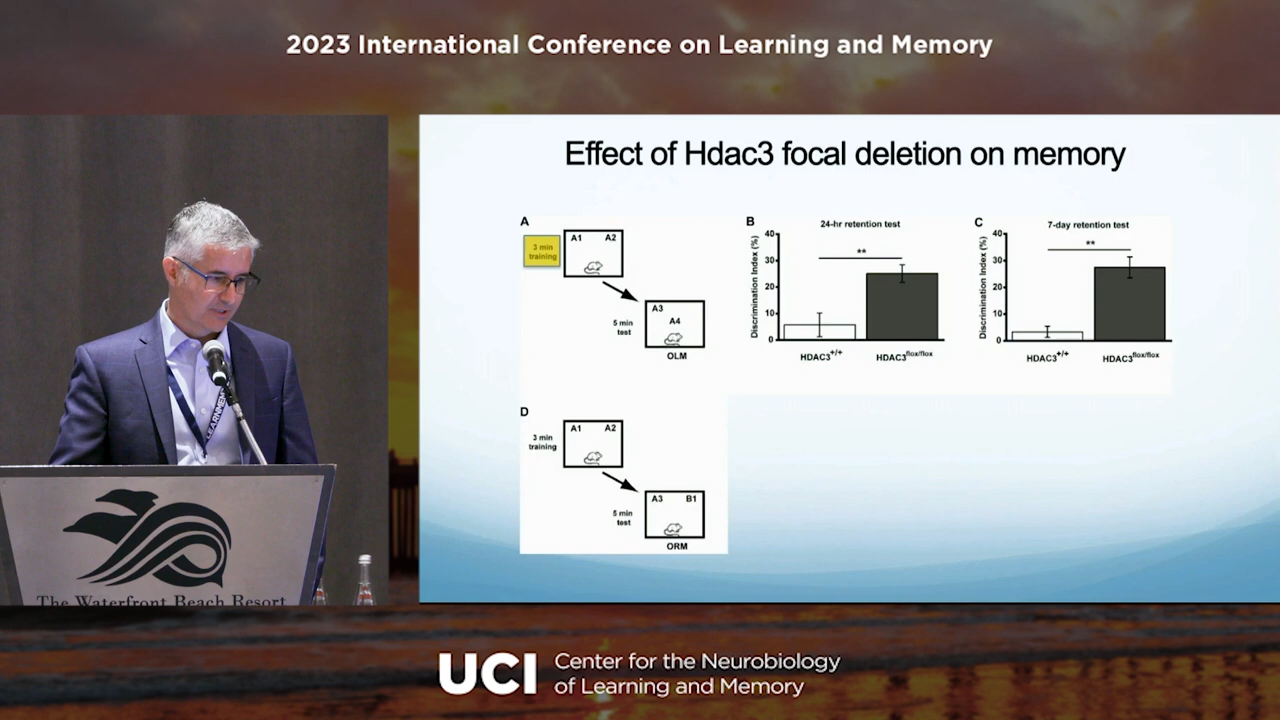 2023 International Conference on Learning and Memory
Effect of Hdac3 focal deletion on memory
A
3 min
training
A1 A2
A3
A4
5 min
test
OLM
B
24-hr retention test
Discrimination Index (%)
40
30
20
10
0
**
HDAC3+/+
HDAC3flox/flox
C
7-day retention test
Discrimination Index (%)
40
30
20
10
0
**
HDAC3+/+
HDAC3flox/flox
D
3 min
training
A1 A2
A3 B1
5 min
test
ORM
The Waterfront Beach Resort
UCI
Center for the Neurobiology
of Learning and Memory